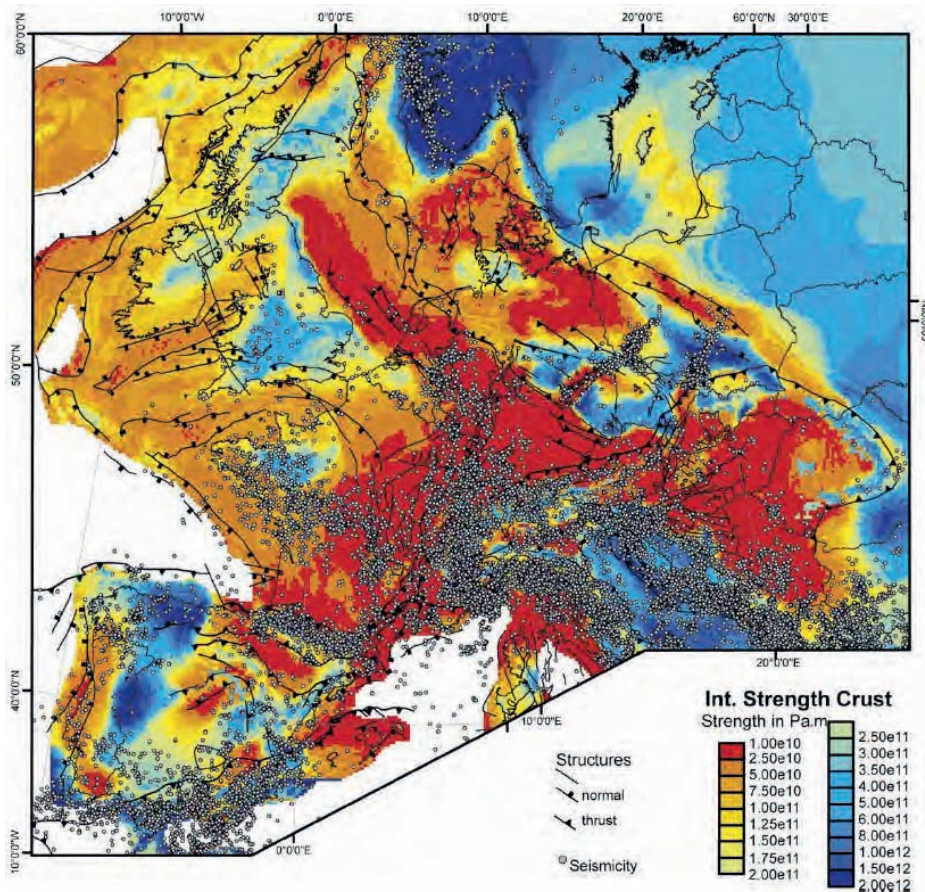 10°0'0"W 0°0'0"E 10°0'0"E 20°0'0"E 60°0'0"N 30°0'0"E
60°0'0"N
50°0'0"N
60°0'0"N
40°0'0"N
10°0'0"W
0°0'0"E
10°0'0"E
20°0'0"E
Int. Strength Crust
Strength in Pa.m
1.00e10
2.50e10
5.00e10
7.50e10
1.00e11
1.25e11
1.50e11
1.75e11
2.00e11
2.50e11
3.00e11
3.50e11
4.00e11
5.00e11
6.00e11
8.00e11
1.00e12
1.50e12
2.00e12
Structures
normal
thrust
Seismicity